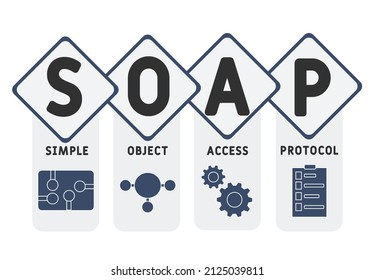 SOAP
SIMPLE OBJECT ACCESS PROTOCOL
shutterstock.com · 2125039811